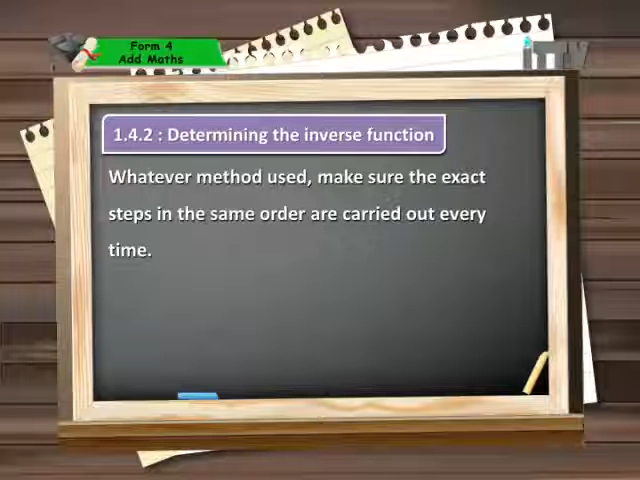 Form 4
Add Maths
iTTV
1.4.2 : Determining the inverse function
Whatever method used, make sure the exact
steps in the same order are carried out every
time.